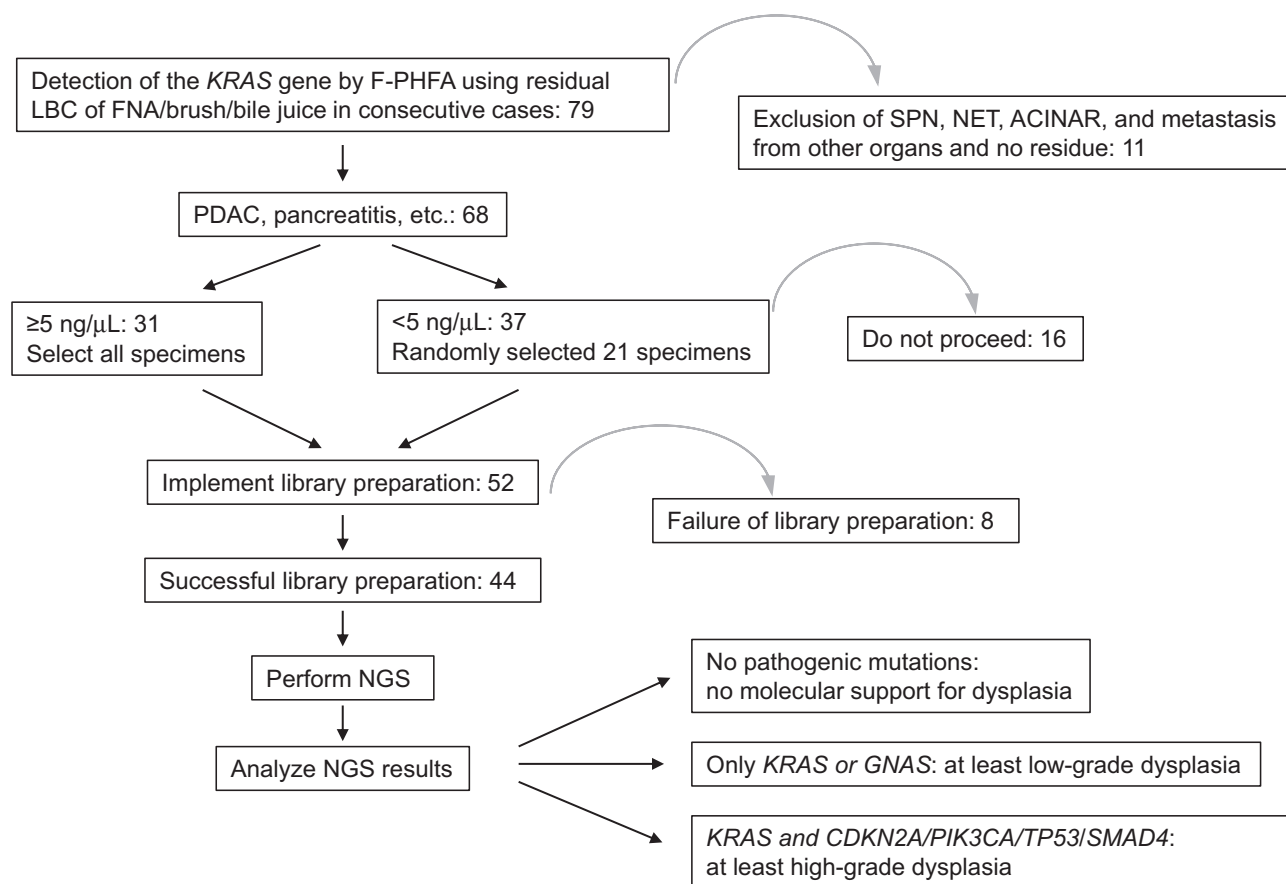 Detection of the KRAS gene by F-PHFA using residual
LBC of FNA/brush/bile juice in consecutive cases: 79
Exclusion of SPN, NET, ACINAR, and metastasis
from other organs and no residue: 11
PDAC, pancreatitis, etc.: 68
≥5 ng/μL: 31
Select all specimens
<5 ng/μL: 37
Randomly selected 21 specimens
Do not proceed: 16
Implement library preparation: 52
Failure of library preparation: 8
Successful library preparation: 44
Perform NGS
Analyze NGS results
No pathogenic mutations:
no molecular support for dysplasia
Only KRAS or GNAS: at least low-grade dysplasia
KRAS and CDKN2A/PIK3CA/TP53/SMAD4:
at least high-grade dysplasia